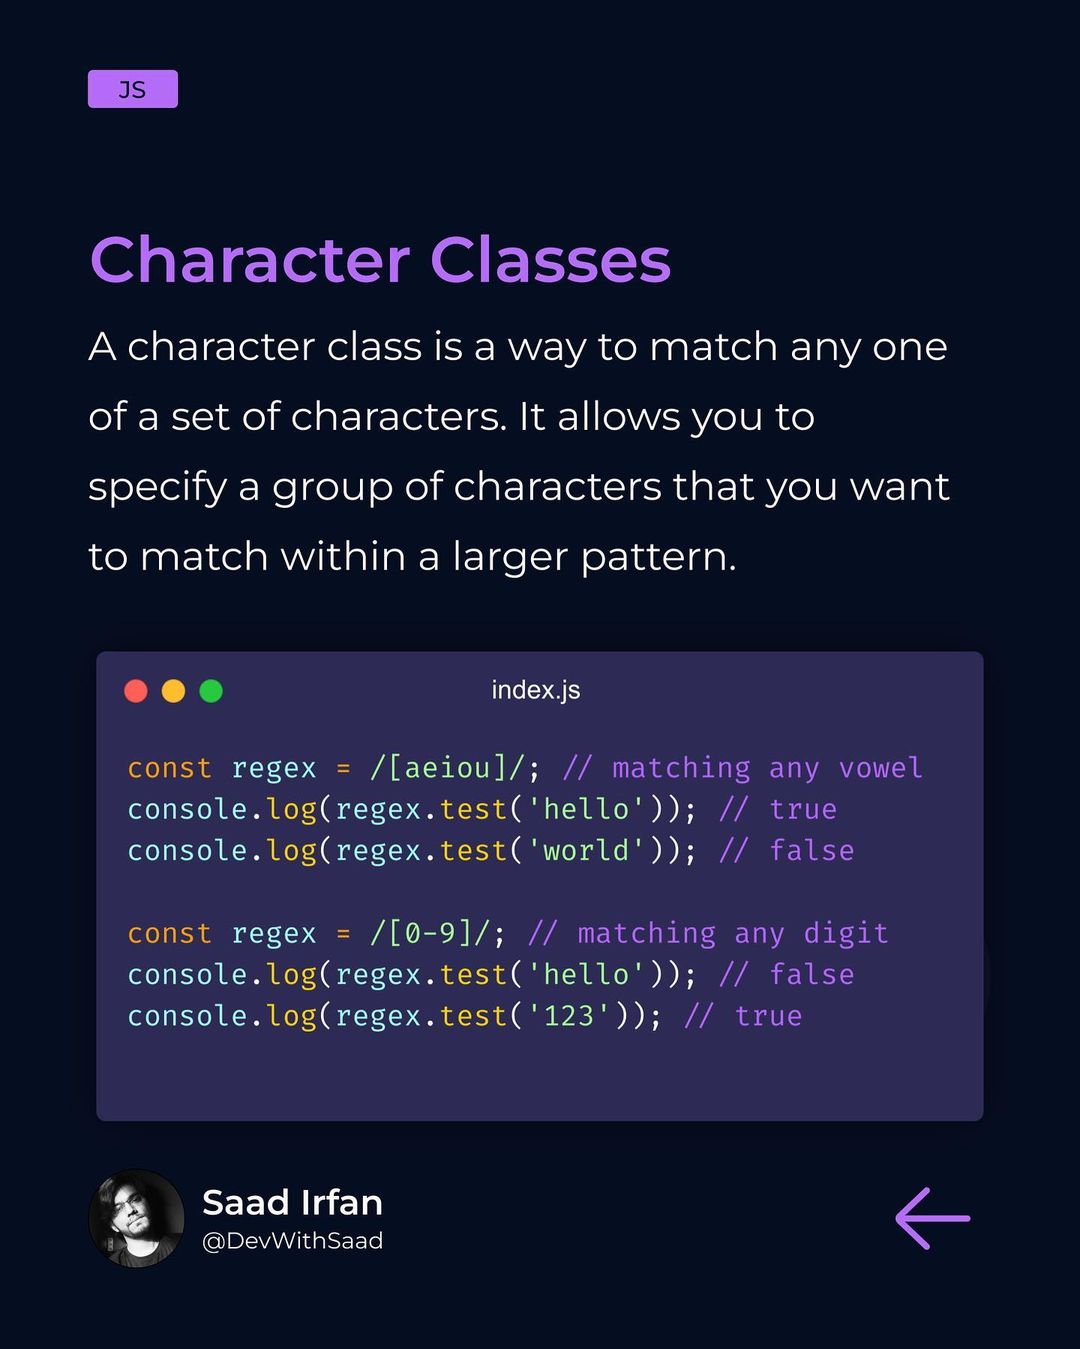 JS
Character Classes
A character class is a way to match any one
of a set of characters. It allows you to
specify a group of characters that you want
to match within a larger pattern.
index.js
const regex = /[aeiou]/; // matching any vowel
console.log(regex.test('hello')); // true
console.log(regex.test('world')); // false
const regex = /[0-9]/; // matching any digit
console.log(regex.test('hello')); // false
console.log(regex.test('123')); // true
Saad Irfan
@DevWithSaad